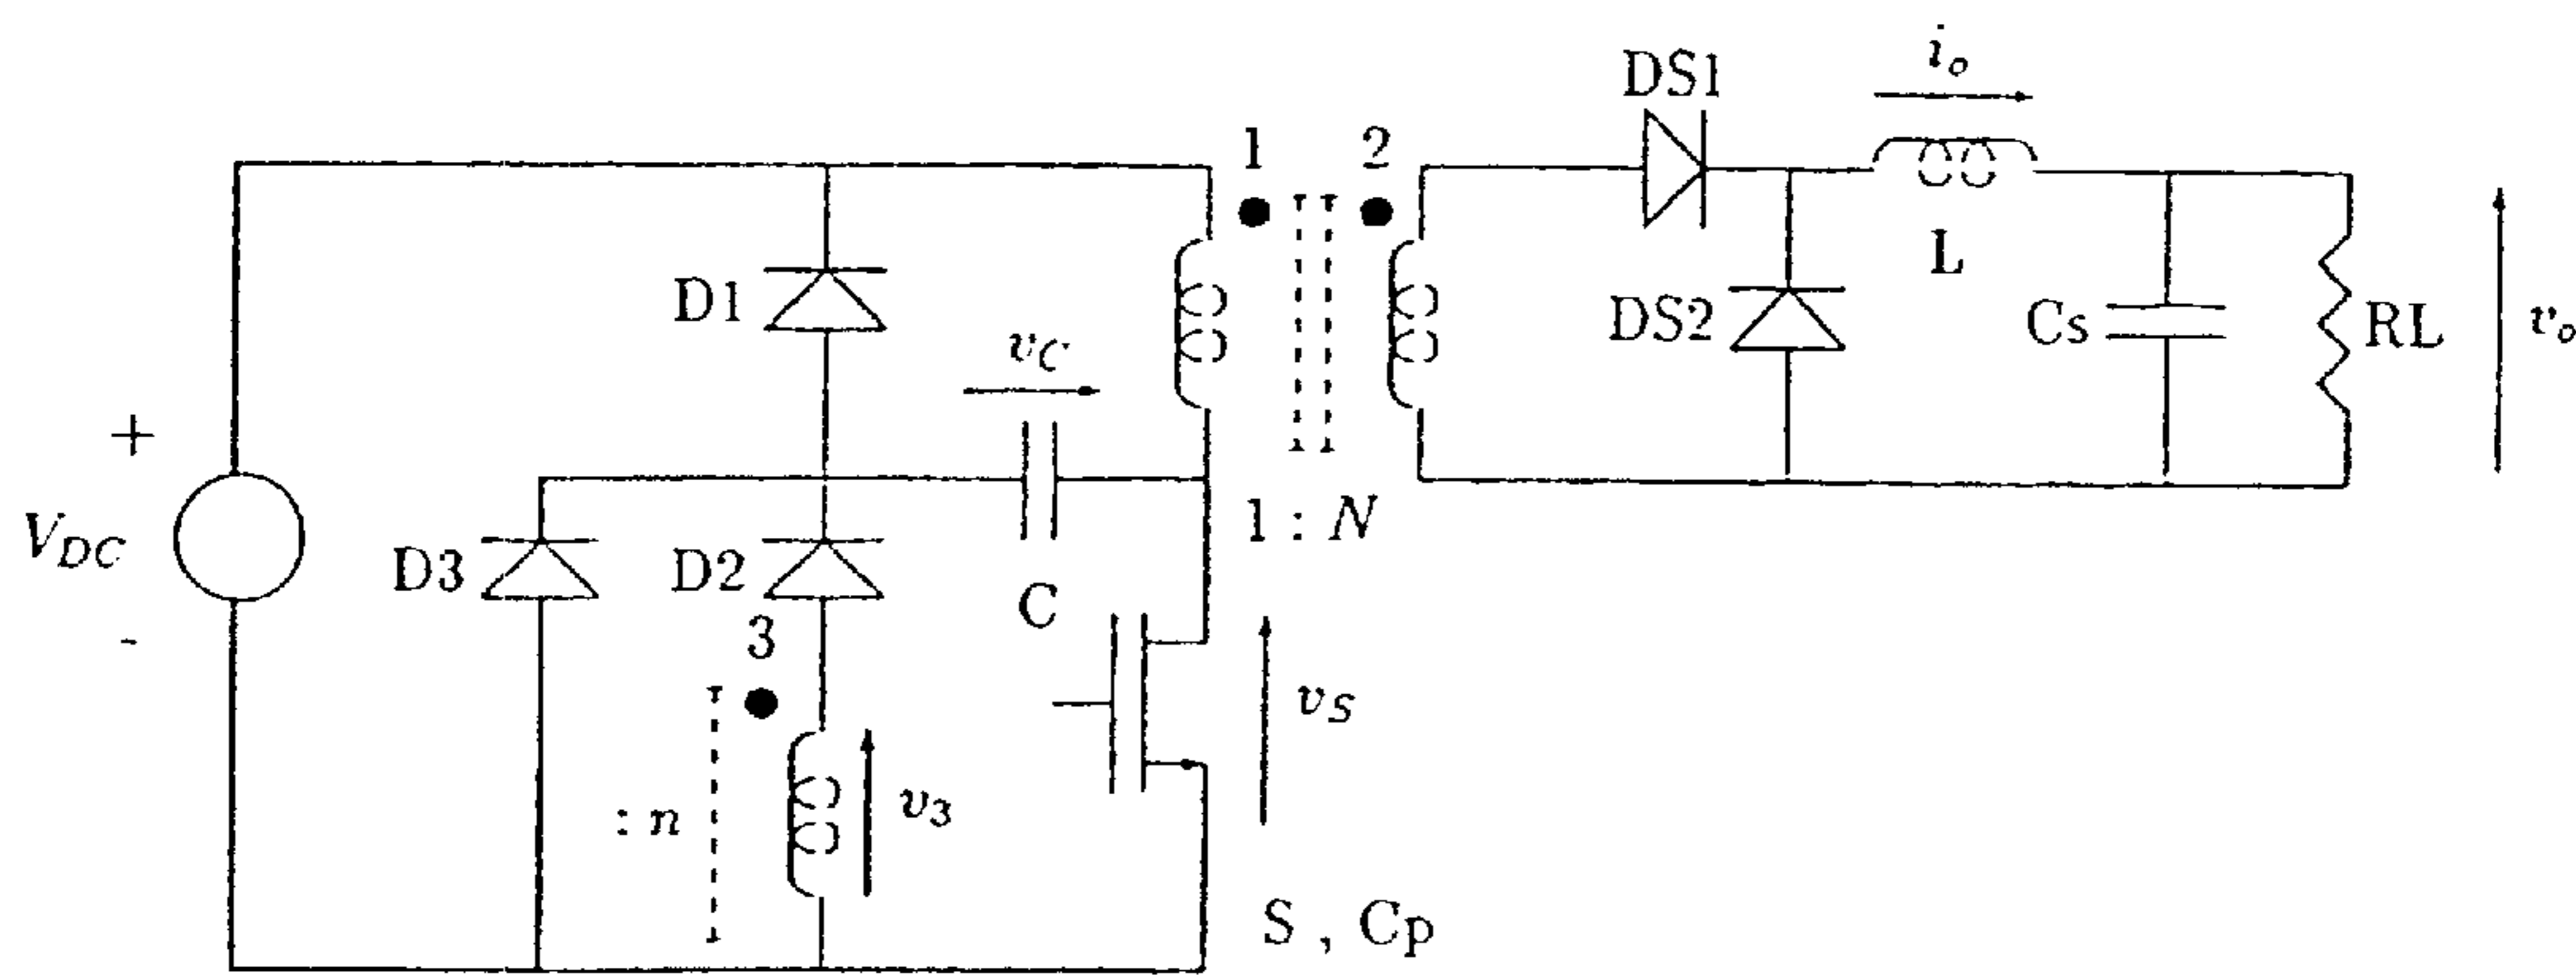 i_o
DS1
1
2
D1
v_C
L
DS2
Cs
RL
v_o
+
V_DC
-
D3
D2
C
1 : N
3
: n
v_3
v_S
S , Cp